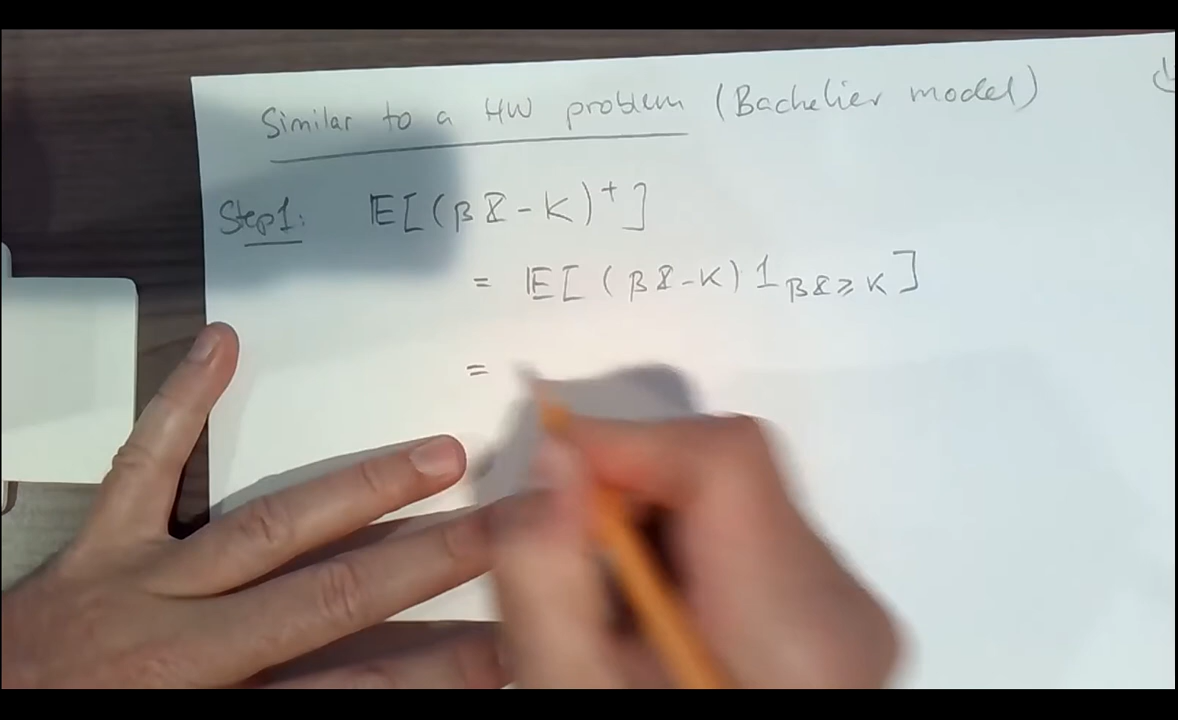 Similar to a HW problem (Bachelier model)
Step1: 𝔼[(βZ-K)⁺]
= 𝔼[(βZ-K) 1_{βZ≥K}]
=